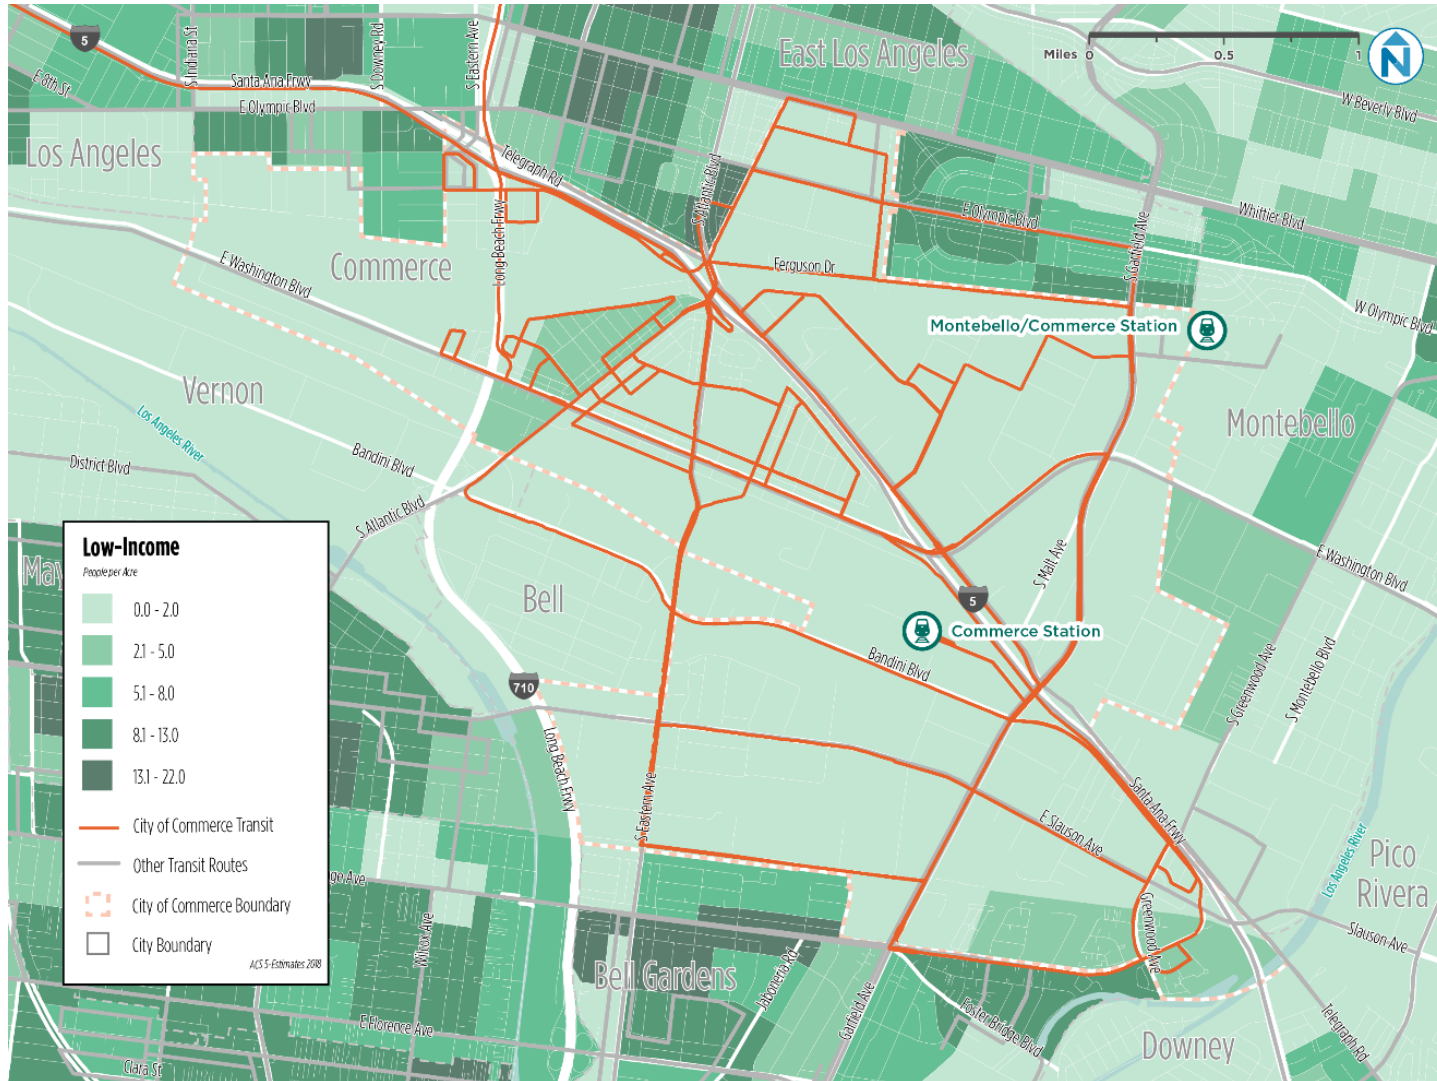 5
S Indiana St
S Downey Rd
S Eastern Ave
East Los Angeles
Miles 0 0.5 1
N
E 8th St
Santa Ana Frwy
E Olympic Blvd
W Beverly Blvd
Los Angeles
Telegraph Rd
S Atlantic Blvd
E Olympic Blvd
Whittier Blvd
Long Beach Frwy
S Garfield Ave
E Washington Blvd
Commerce
Ferguson Dr
W Olympic Blvd
Montebello/Commerce Station
Vernon
Los Angeles River
Montebello
District Blvd
Bandini Blvd
S Atlantic Blvd
E Washington Blvd
S Mait Ave
Bell
5
Commerce Station
Bandini Blvd
S Greenwood Ave
S Montebello Blvd
710
Long Beach Frwy
S Eastern Ave
Santa Ana Frwy
E Slauson Ave
Los Angeles River
Pico
Rivera
Greenwood Ave
Slauson Ave
Wilcox Ave
Bell Gardens
Jaboneria Rd
Garfield Ave
Foster Bridge Blvd
Telegraph Rd
E Florence Ave
Clara St
Downey
Low-Income
People per Acre
0.0 - 2.0
2.1 - 5.0
5.1 - 8.0
8.1 - 13.0
13.1 - 22.0
City of Commerce Transit
Other Transit Routes
City of Commerce Boundary
City Boundary
ACS 5-Estimates 2018